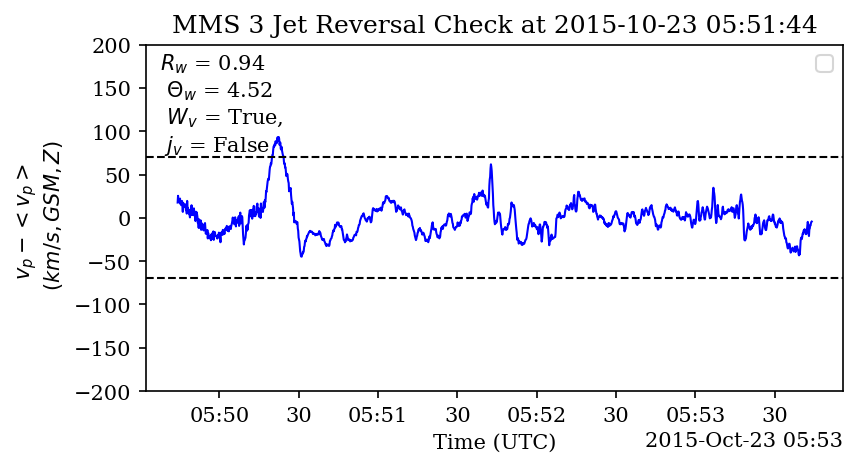 MMS 3 Jet Reversal Check at 2015-10-23 05:51:44
R_w = 0.94
Θ_w = 4.52
W_v = True,
j_v = False
200
150
100
50
0
−50
−100
−150
−200
v_p − < v_p >
(km/s, GSM, Z)
05:50 30 05:51 30 05:52 30 05:53 30
Time (UTC)
2015-Oct-23 05:53